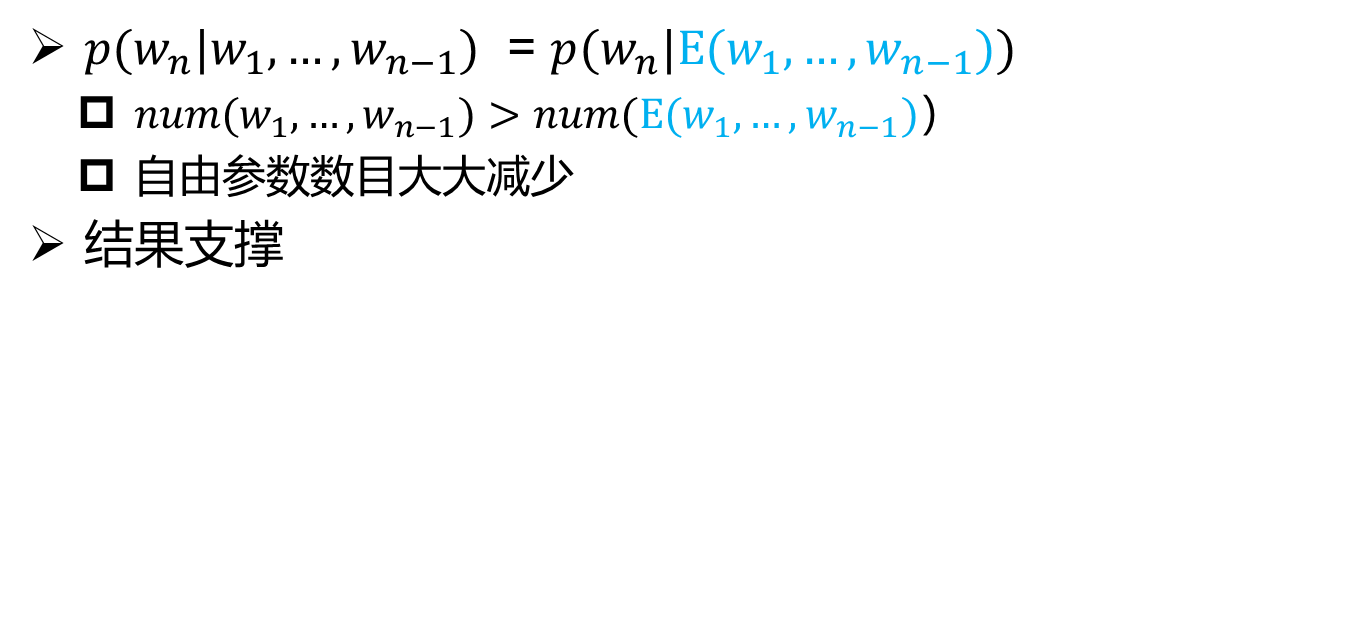 ➢ p(wₙ|w₁, … , wₙ₋₁) = p(wₙ|E(w₁, … , wₙ₋₁))
❑ num(w₁, … , wₙ₋₁) > num(E(w₁, … , wₙ₋₁))
❑ 自由参数数目大大减少
➢ 结果支撑